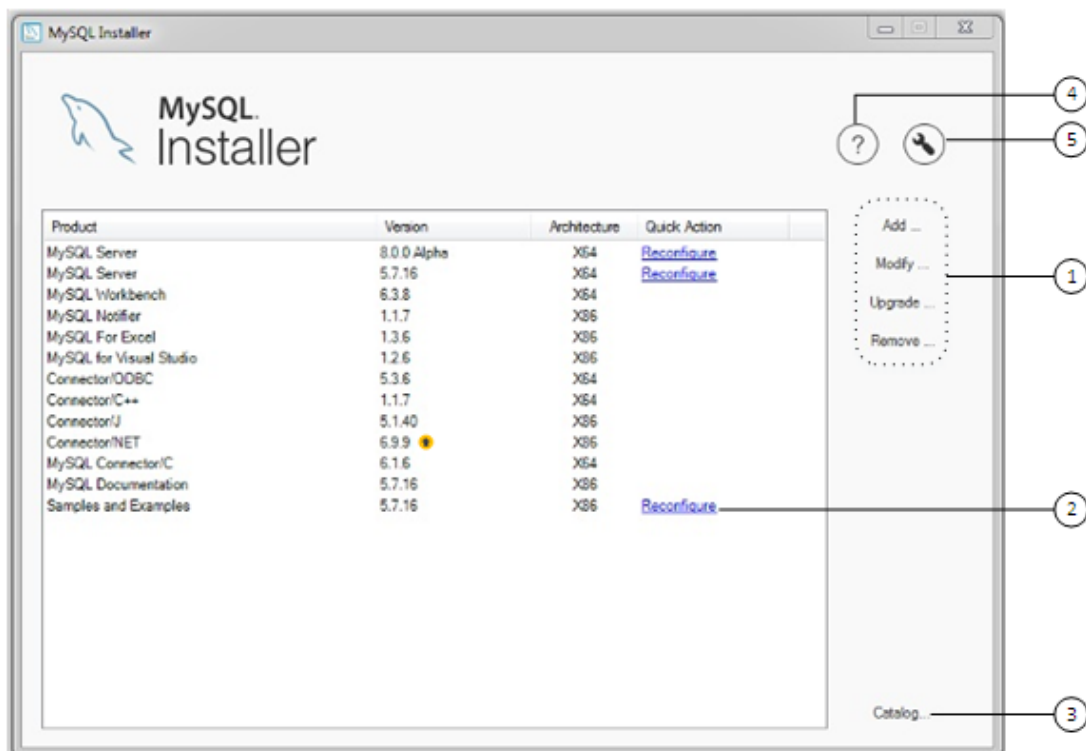 MySQL Installer
MySQL.
Installer
4
?
5
Product Version Architecture Quick Action
MySQL Server 8.0.0 Alpha X64 Reconfigure
MySQL Server 5.7.16 X64 Reconfigure
MySQL Workbench 6.3.8 X64
MySQL Notifier 1.1.7 X86
MySQL For Excel 1.3.6 X86
MySQL for Visual Studio 1.2.6 X86
Connector/ODBC 5.3.6 X64
Connector/C++ 1.1.7 X64
Connector/J 5.1.40 X86
Connector/NET 6.9.9 X86
MySQL Connector/C 6.1.6 X64
MySQL Documentation 5.7.16 X86
Samples and Examples 5.7.16 X86 Reconfigure
Add ...
Modify ...
Upgrade ...
Remove ...
1
2
Catalog...
3